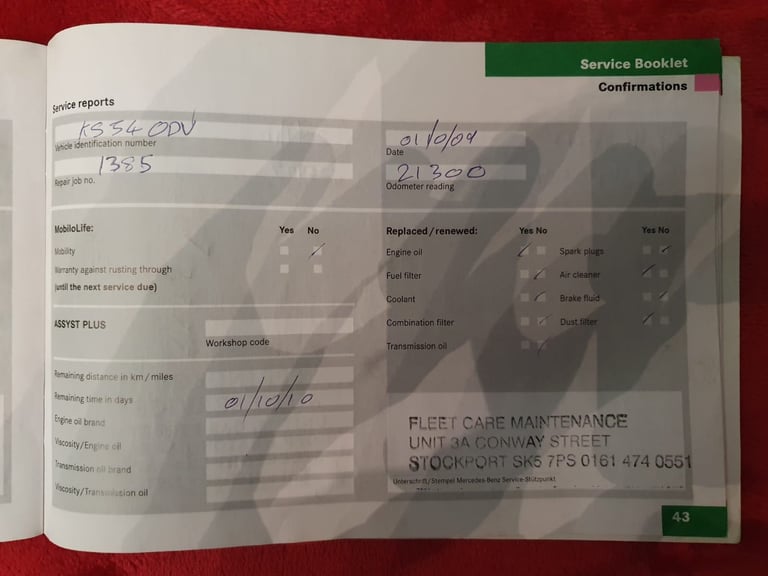 Service Booklet
Confirmations
Service reports
KS54 ODV
Vehicle identification number
01/10/09
Date
1385
Repair job no.
21300
Odometer reading
MobiloLife:
Yes No
Mobility
Warranty against rusting through
(until the next service due)
Replaced/renewed:
Yes No
Yes No
Engine oil
Spark plugs
Fuel filter
Air cleaner
Coolant
Brake fluid
Combination filter
Dust filter
Transmission oil
ASSYST PLUS
Workshop code
Remaining distance in km/miles
Remaining time in days
01/10/10
Engine oil brand
Viscosity/Engine oil
Transmission oil brand
Viscosity/Transmission oil
FLEET CARE MAINTENANCE
UNIT 3A CONWAY STREET
STOCKPORT SK5 7PS 0161 474 0551
Unterschrift/Stempel Mercedes-Benz Service-Stützpunkt
43